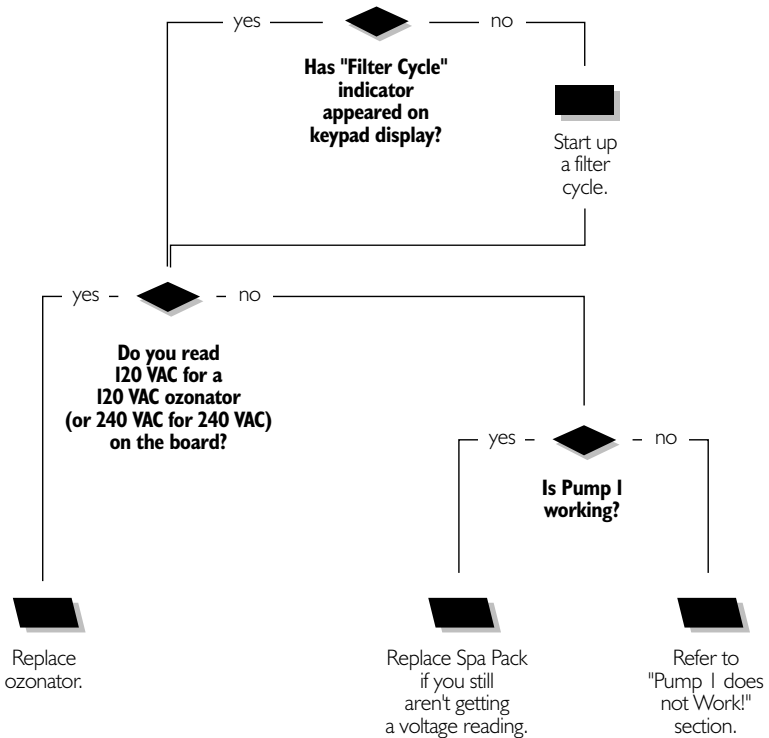 yes
no
Has "Filter Cycle"
indicator
appeared on
keypad display?
Start up
a filter
cycle.
yes
no
Do you read
120 VAC for a
120 VAC ozonator
(or 240 VAC for 240 VAC)
on the board?
yes
no
Is Pump 1
working?
Replace
ozonator.
Replace Spa Pack
if you still
aren't getting
a voltage reading.
Refer to
"Pump 1 does
not Work!"
section.